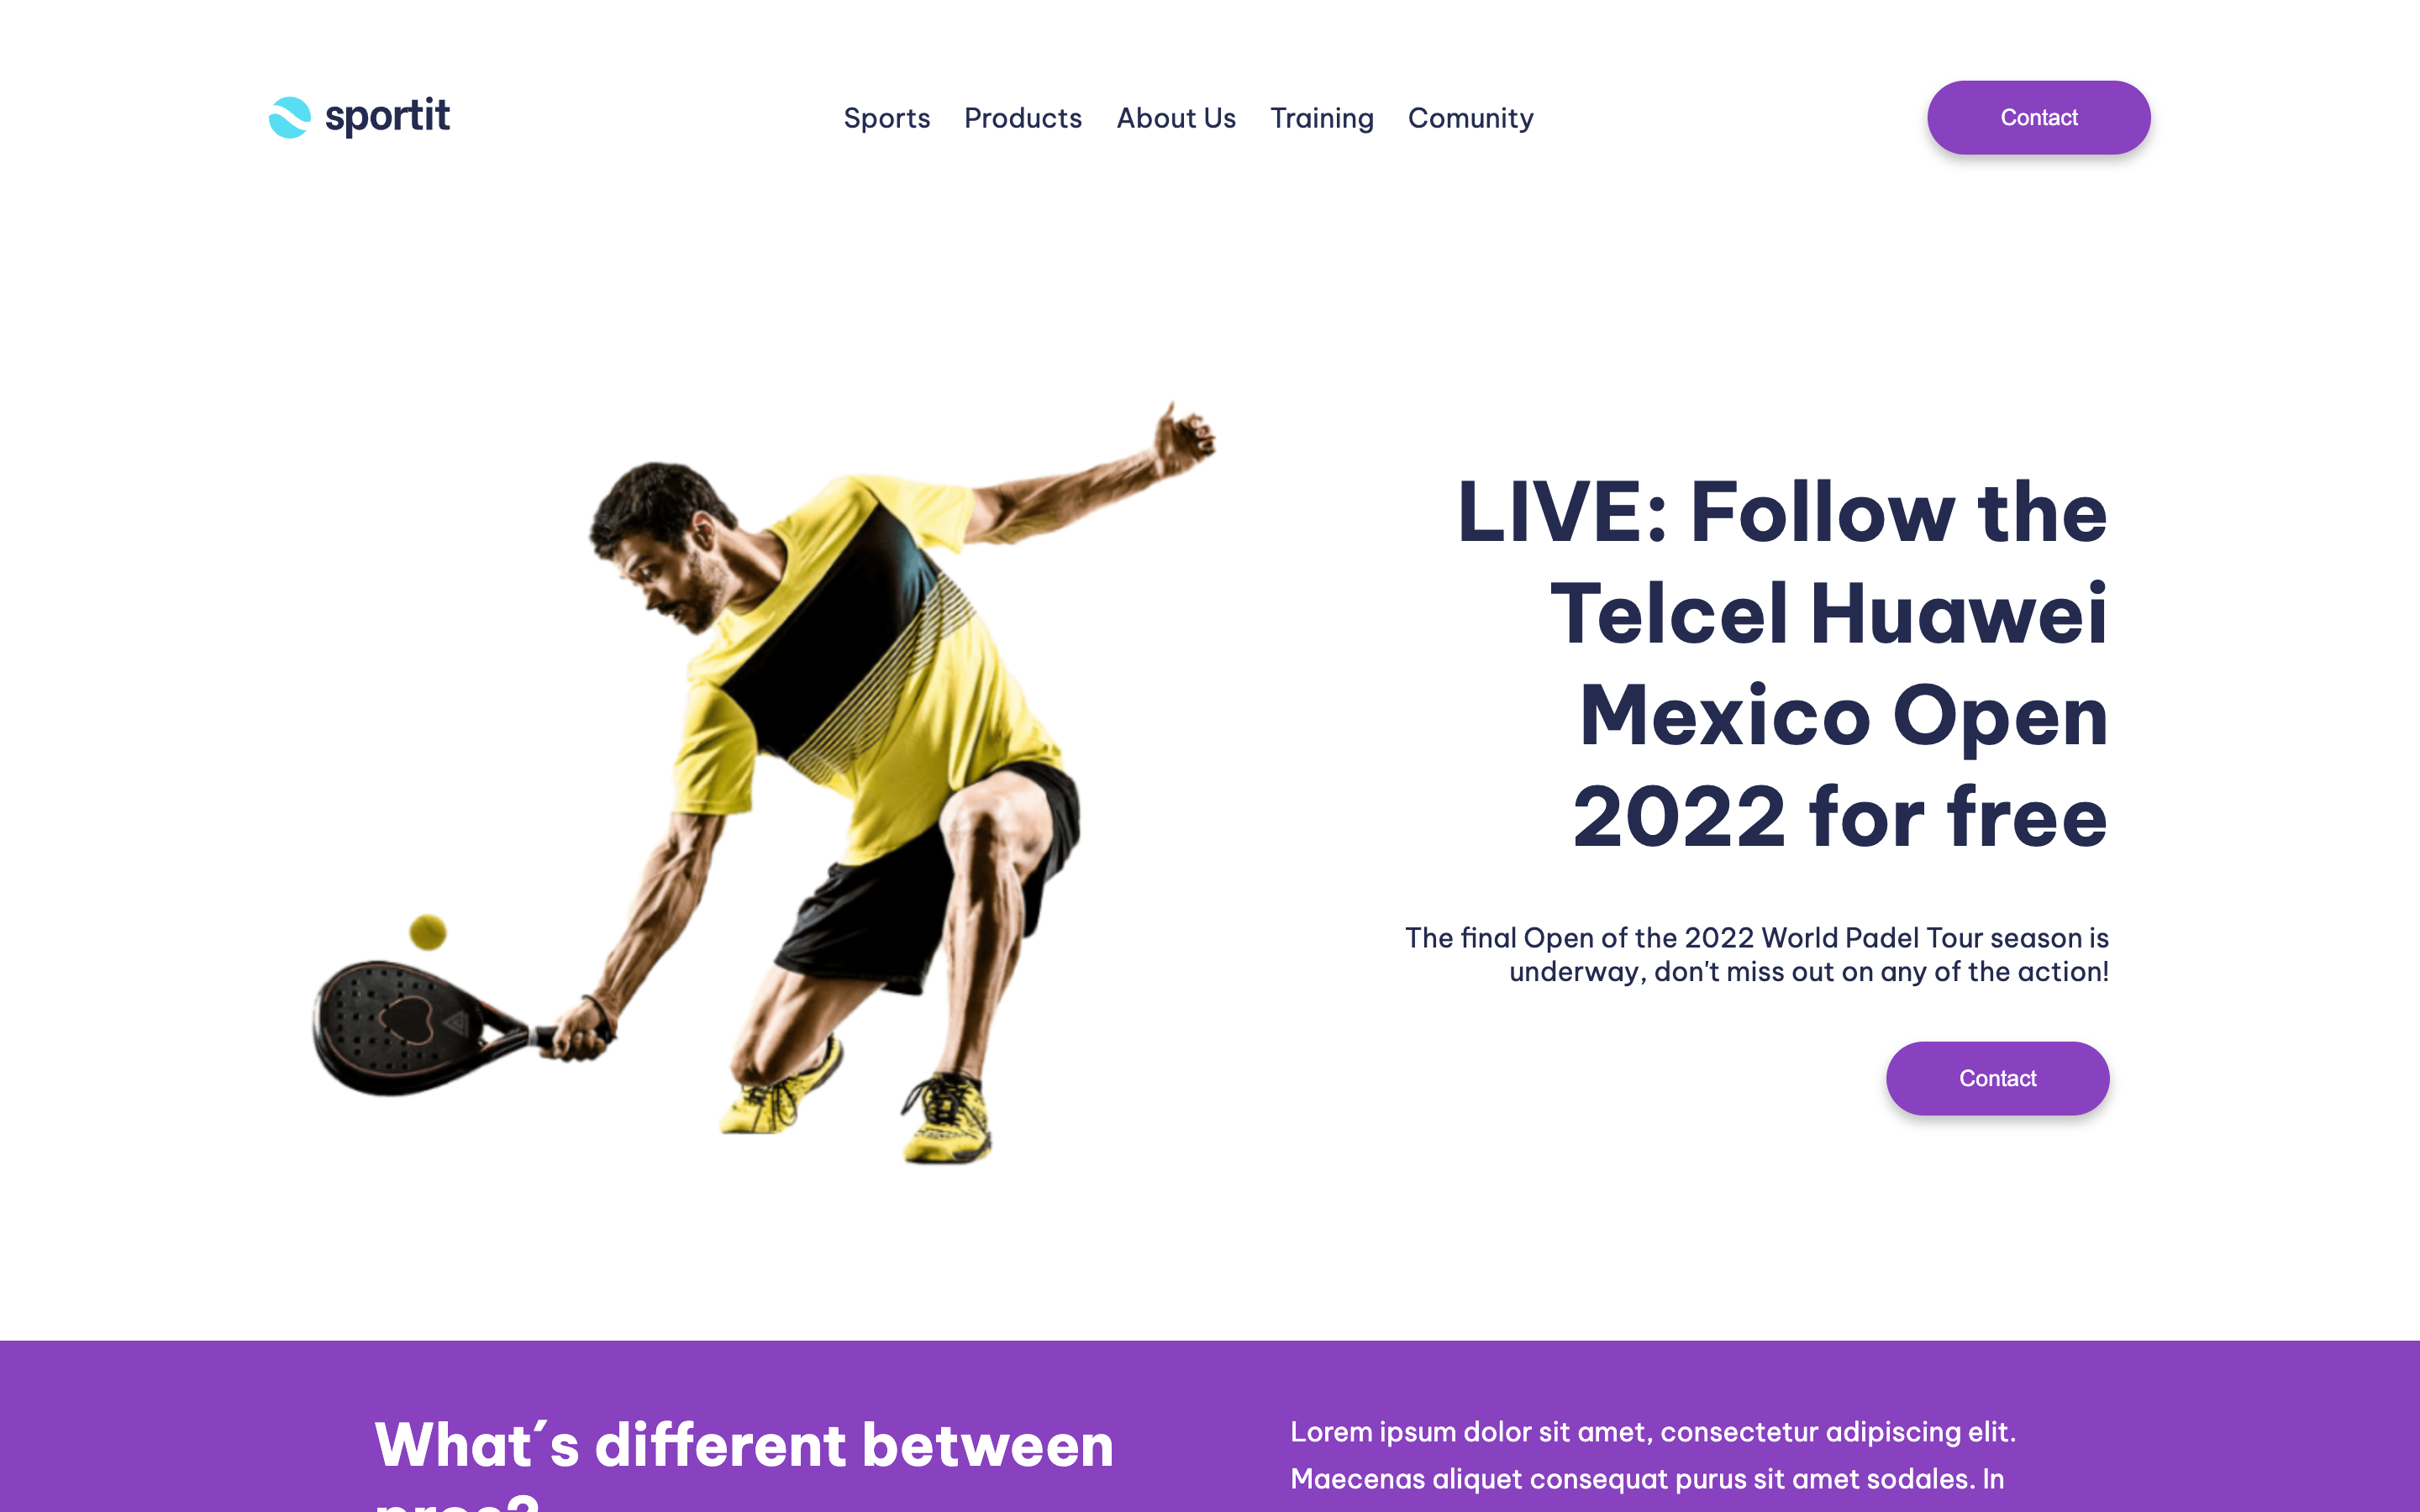 sportit
Sports Products About Us Training Comunity
Contact
LIVE: Follow the
Telcel Huawei
Mexico Open
2022 for free
The final Open of the 2022 World Padel Tour season is
underway, don't miss out on any of the action!
Contact
What´s different between
Lorem ipsum dolor sit amet, consectetur adipiscing elit.
Maecenas aliquet consequat purus sit amet sodales. In